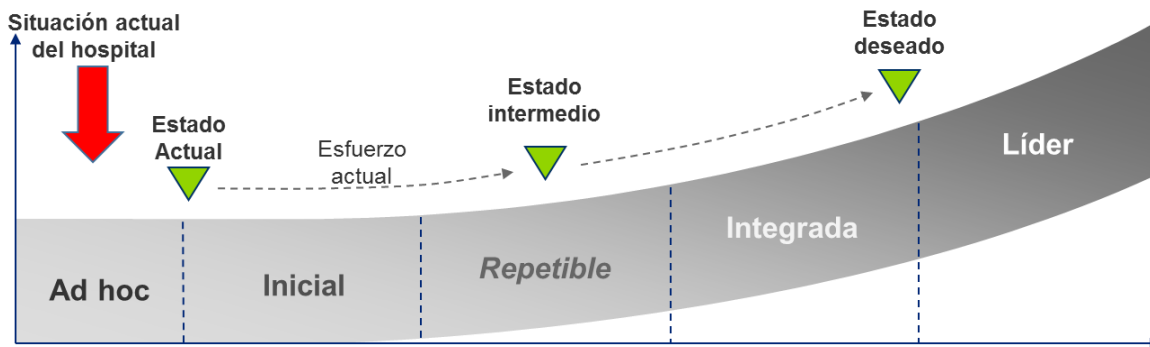 Situación actual
del hospital
Estado
Actual
Esfuerzo
actual
Estado
intermedio
Estado
deseado
Ad hoc
Inicial
Repetible
Integrada
Líder